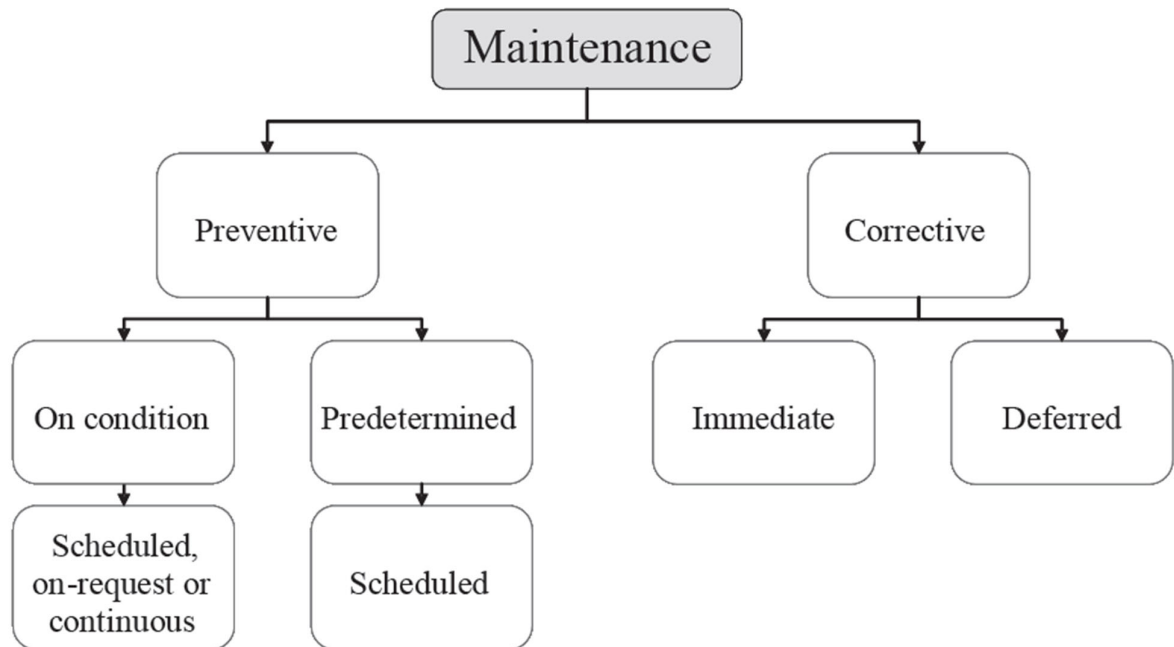 Maintenance
Preventive
Corrective
On condition
Predetermined
Immediate
Deferred
Scheduled,
on-request or
continuous
Scheduled